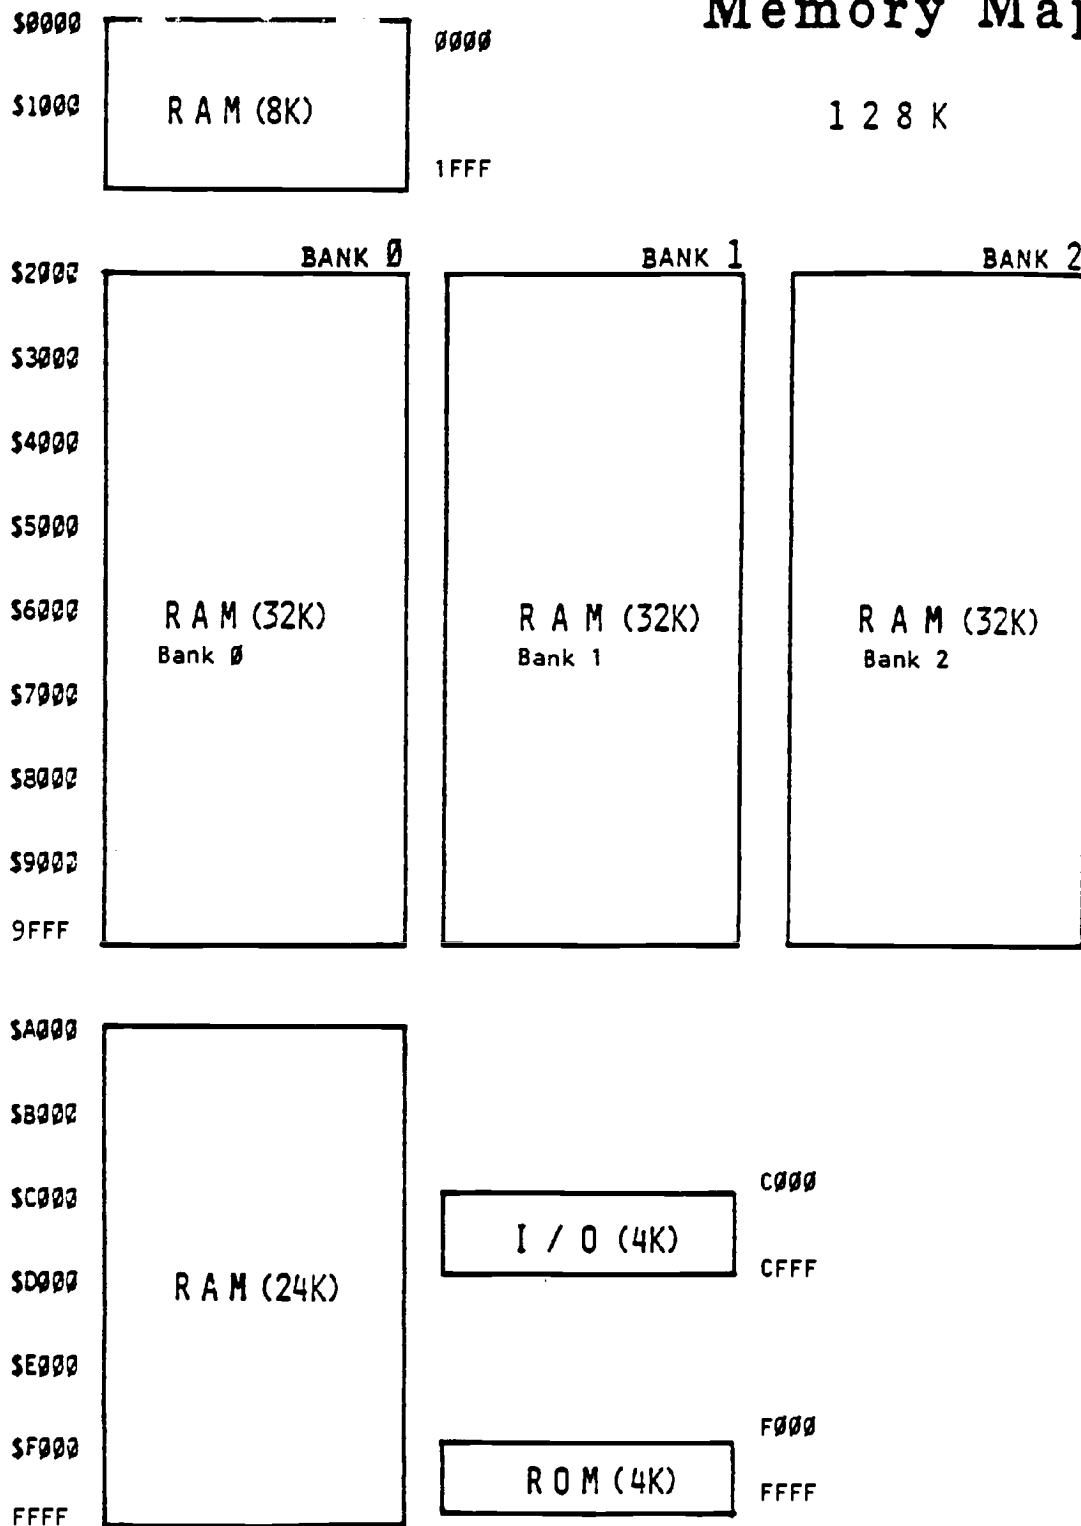 Memory Map
128K
$0000
0000
$1000
RAM (8K)
1FFF
BANK 0
BANK 1
BANK 2
$2000
$3000
$4000
$5000
$6000
RAM (32K)
Bank 0
RAM (32K)
Bank 1
RAM (32K)
Bank 2
$7000
$8000
$9000
9FFF
$A000
$B000
$C000
C000
I/O (4K)
CFFF
$D000
RAM (24K)
$E000
$F000
F000
ROM (4K)
FFFF
FFFF